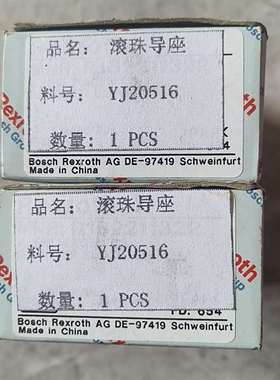 品名：滚珠导座
料号：YJ20516
数量：1 PCS
Bosch Rexroth AG DE-97419 Schweinfurt
Made in China
品名：滚珠导座
料号：YJ20516
数量：1 PCS
FD: 654
Bosch Rexroth AG DE-97419 Schweinfurt
Made in China